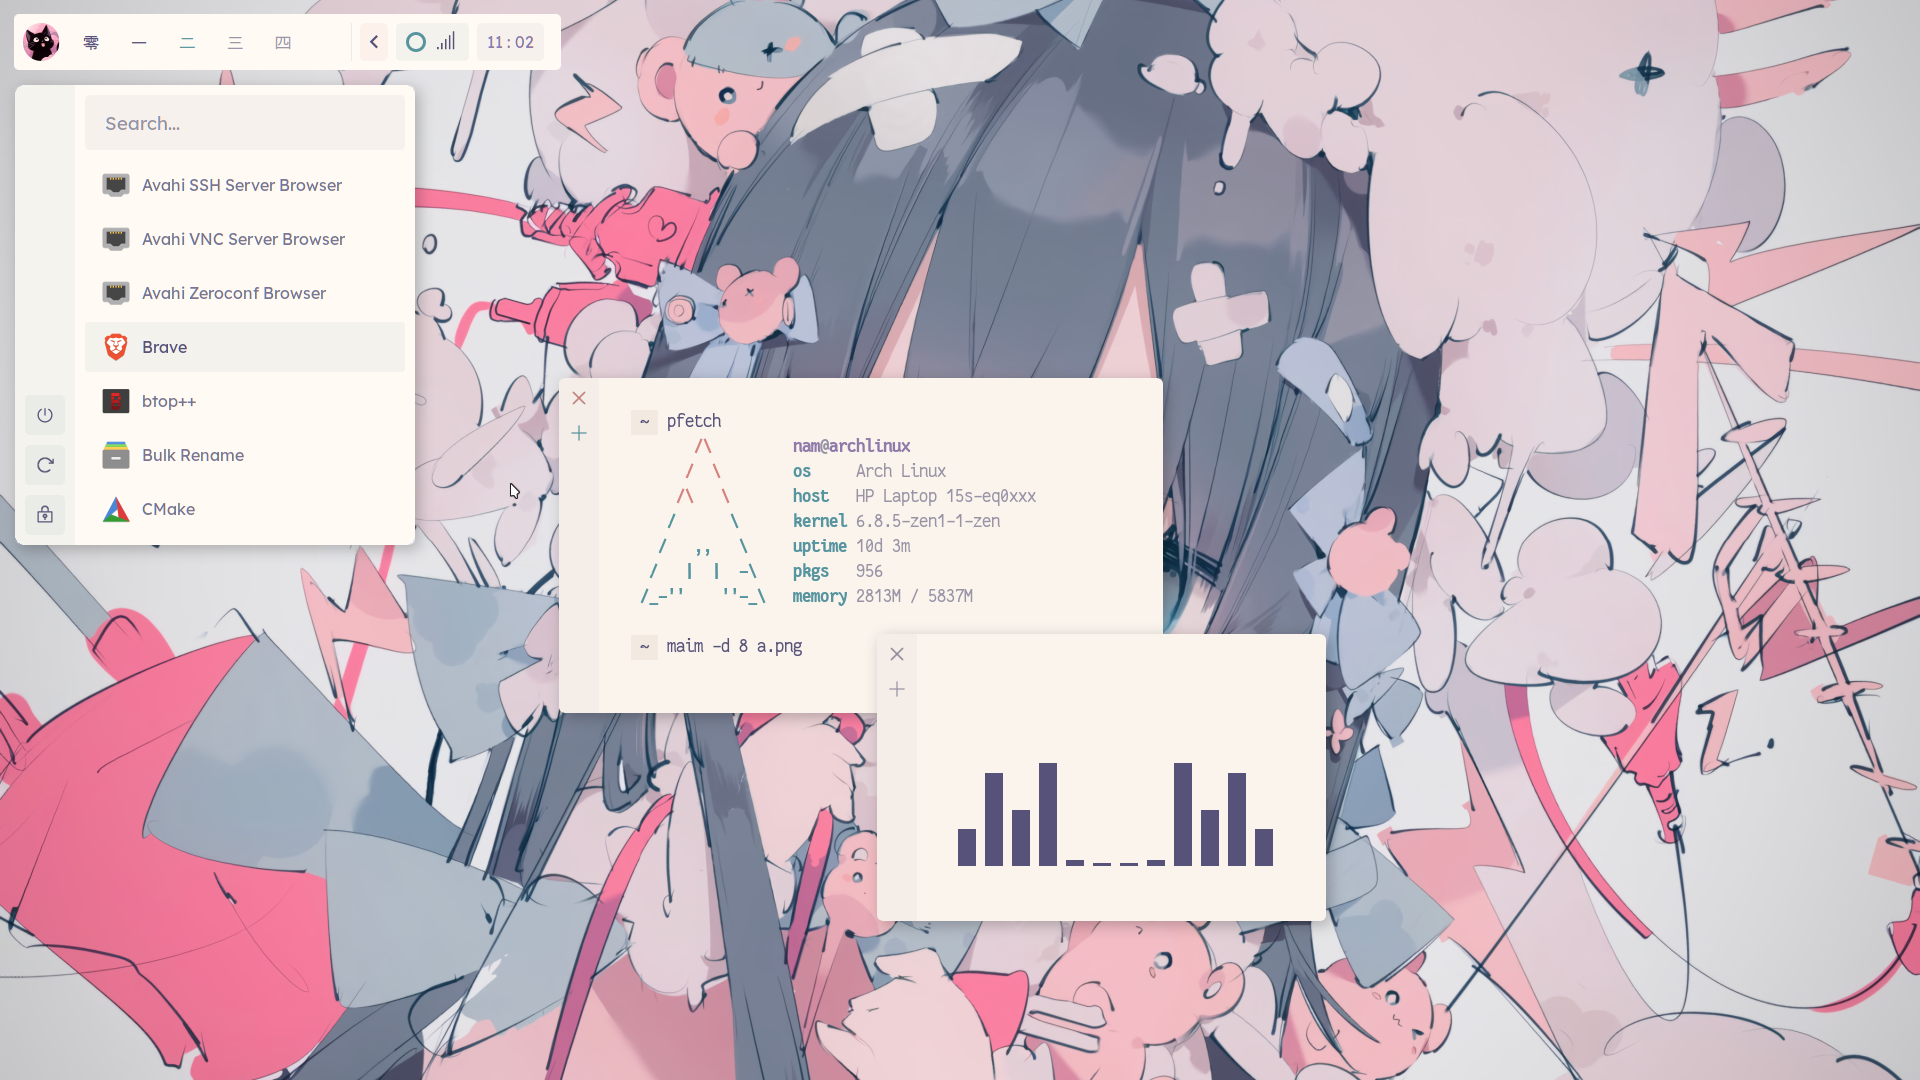 零 一 二 三 四
11:02
Search...
Avahi SSH Server Browser
Avahi VNC Server Browser
Avahi Zeroconf Browser
Brave
btop++
Bulk Rename
CMake
~ pfetch
nam@archlinux
os Arch Linux
host HP Laptop 15s-eq0xxx
kernel 6.8.5-zen1-1-zen
uptime 10d 3m
pkgs 956
memory 2813M / 5837M
~ maim -d 8 a.png